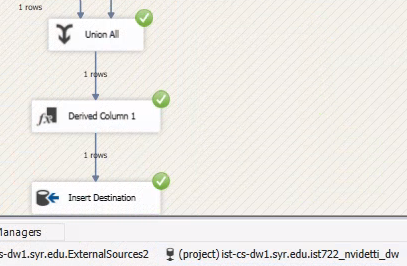 1 rows
Union All
1 rows
Derived Column 1
1 rows
Insert Destination
Managers
s-dw1.syr.edu.ExternalSources2 (project) ist-cs-dw1.syr.edu.ist722_nvidetti_dw